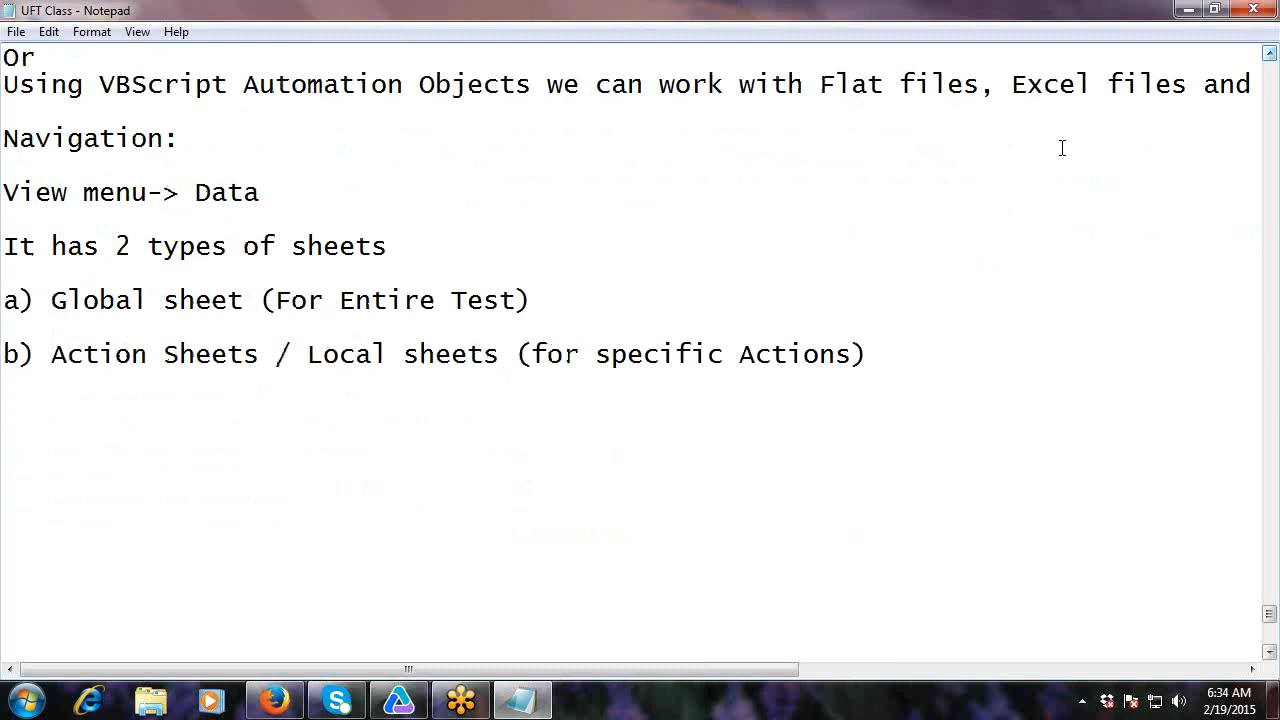 UFT Class - Notepad
File Edit Format View Help
Or
Using VBScript Automation Objects we can work with Flat files, Excel files and
Navigation:
View menu-> Data
It has 2 types of sheets
a) Global sheet (For Entire Test)
b) Action Sheets / Local sheets (for specific Actions)
6:34 AM
2/19/2015